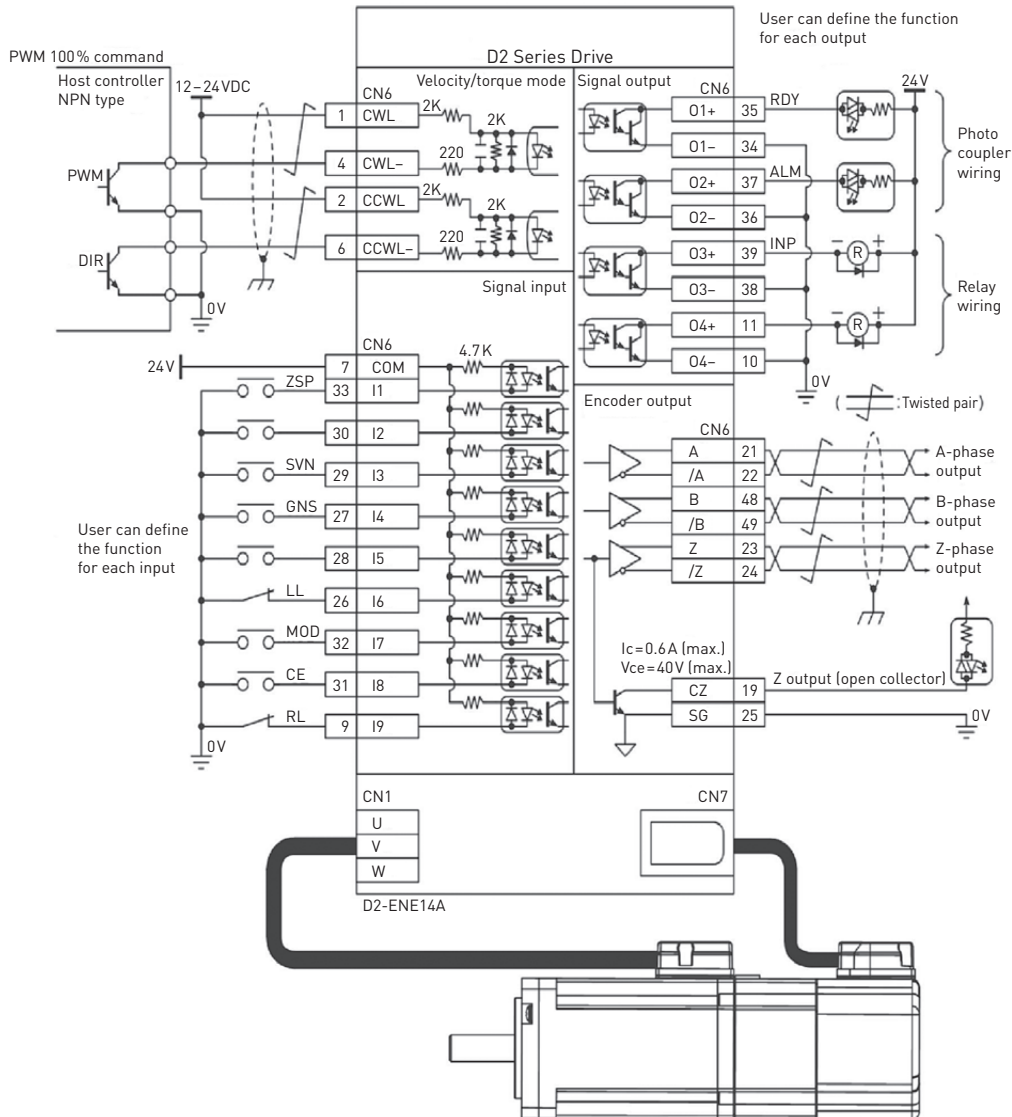 User can define the function
for each output
PWM 100% command
D2 Series Drive
Host controller
NPN type
12–24VDC
CN6
Velocity/torque mode
Signal output
CN6
24V
1 CWL 2K
2K
4 CWL– 220
PWM
2 CCWL 2K
2K
6 CCWL– 220
DIR
0V
O1+ 35 RDY
O1– 34
O2+ 37 ALM
O2– 36
Photo
coupler
wiring
O3+ 39 INP – R +
O3– 38
O4+ 11 – R +
O4– 10
Relay
wiring
0V
Signal input
CN6
24V 7 COM 4.7K
ZSP 33 I1
30 I2
SVN 29 I3
GNS 27 I4
28 I5
LL 26 I6
MOD 32 I7
CE 31 I8
RL 9 I9
0V
User can define
the function
for each input
Encoder output
( :Twisted pair)
CN6
A 21
/A 22
A-phase
output
B 48
/B 49
B-phase
output
Z 23
/Z 24
Z-phase
output
Ic=0.6A (max.)
Vce=40V (max.)
CZ 19 Z output (open collector)
SG 25 0V
CN1
U
V
W
CN7
D2-ENE14A